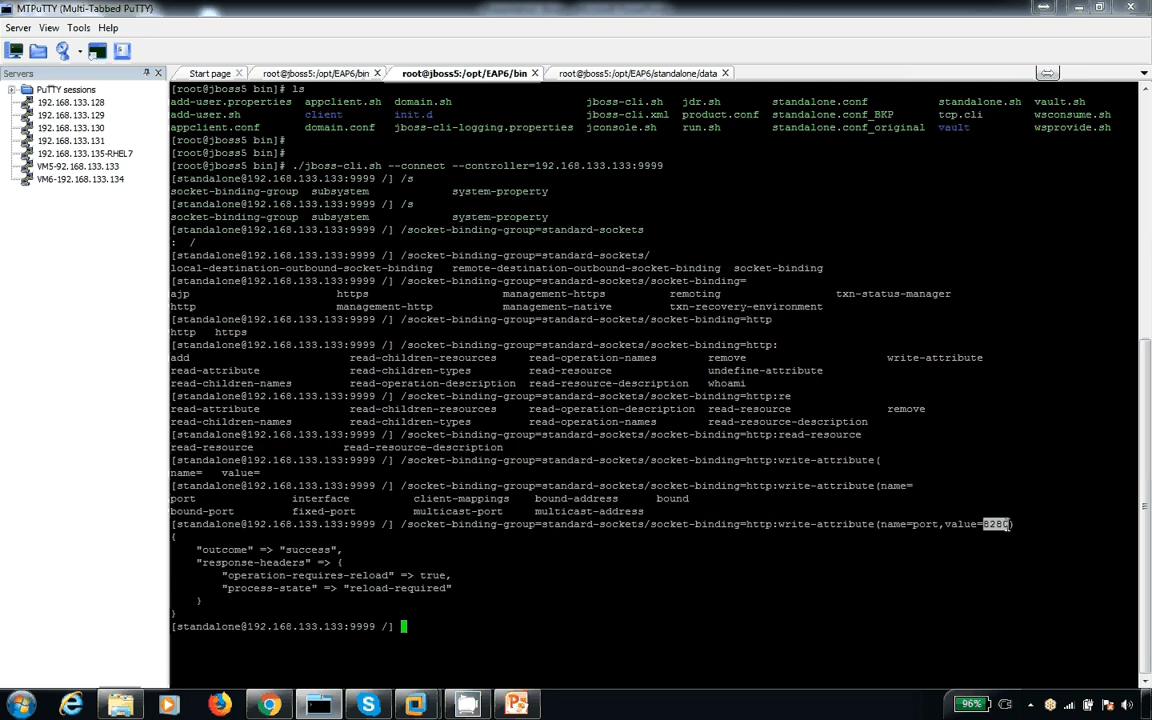 MTPuTTY (Multi-Tabbed PuTTY)
Server View Tools Help
Servers
Start page root@jboss5:/opt/EAP6/bin root@jboss5:/opt/EAP6/bin root@jboss5:/opt/EAP6/standalone/data
PuTTY sessions
192.168.133.128
192.168.133.129
192.168.133.130
192.168.133.131
192.168.133.135-RHEL7
VM5-92.168.133.133
VM6-192.168.133.134
[root@jboss5 bin]# ls
add-user.properties appclient.sh domain.sh jboss-cli.sh jdr.sh standalone.conf standalone.sh vault.sh
add-user.sh client init.d jboss-cli.xml product.conf standalone.conf_BKP tcp.cli wsconsume.sh
appclient.conf domain.conf jboss-cli-logging.properties jconsole.sh run.sh standalone.conf_original vault wsprovide.sh
[root@jboss5 bin]#
[root@jboss5 bin]#
[root@jboss5 bin]# ./jboss-cli.sh --connect --controller=192.168.133.133:9999
[standalone@192.168.133.133:9999 /] /s
socket-binding-group subsystem system-property
[standalone@192.168.133.133:9999 /] /s
socket-binding-group subsystem system-property
[standalone@192.168.133.133:9999 /] /socket-binding-group=standard-sockets
: /
[standalone@192.168.133.133:9999 /] /socket-binding-group=standard-sockets/
local-destination-outbound-socket-binding remote-destination-outbound-socket-binding socket-binding
[standalone@192.168.133.133:9999 /] /socket-binding-group=standard-sockets/socket-binding=
ajp https management-https remoting txn-status-manager
http management-http management-native txn-recovery-environment
[standalone@192.168.133.133:9999 /] /socket-binding-group=standard-sockets/socket-binding=http
http https
[standalone@192.168.133.133:9999 /] /socket-binding-group=standard-sockets/socket-binding=http:
add read-children-resources read-operation-names remove write-attribute
read-attribute read-children-types read-resource undefine-attribute
read-children-names read-operation-description read-resource-description whoami
[standalone@192.168.133.133:9999 /] /socket-binding-group=standard-sockets/socket-binding=http:re
read-attribute read-children-resources read-operation-description read-resource remove
read-children-names read-children-types read-operation-names read-resource-description
[standalone@192.168.133.133:9999 /] /socket-binding-group=standard-sockets/socket-binding=http:read-resource
read-resource read-resource-description
[standalone@192.168.133.133:9999 /] /socket-binding-group=standard-sockets/socket-binding=http:write-attribute(
name= value=
[standalone@192.168.133.133:9999 /] /socket-binding-group=standard-sockets/socket-binding=http:write-attribute(name=
port interface client-mappings bound-address bound
bound-port fixed-port multicast-port multicast-address
[standalone@192.168.133.133:9999 /] /socket-binding-group=standard-sockets/socket-binding=http:write-attribute(name=port,value=8280)
{
"outcome" => "success",
"response-headers" => {
"operation-requires-reload" => true,
"process-state" => "reload-required"
}
}
[standalone@192.168.133.133:9999 /]
96%